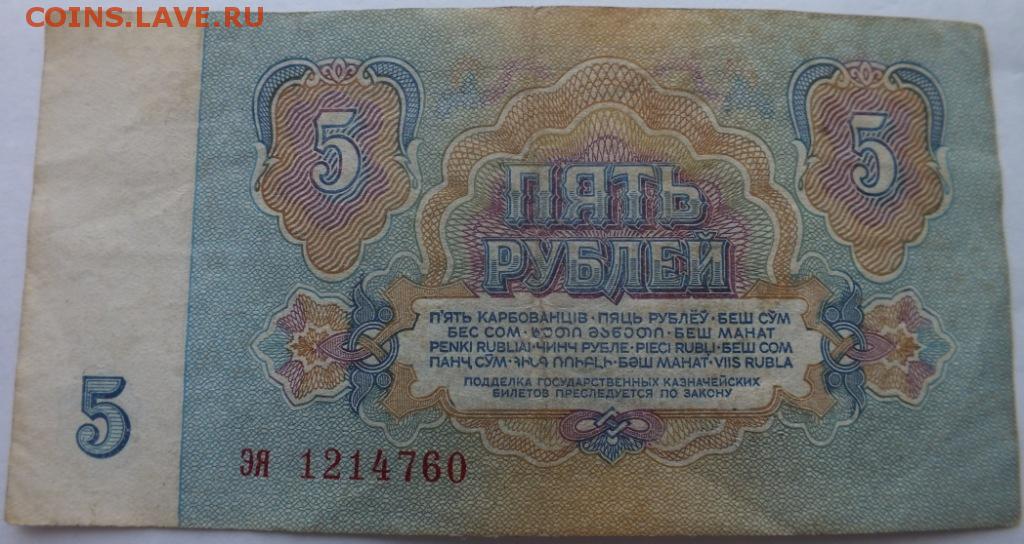 COINS.LAVE.РУ
5 5
ПЯТЬ
РУБЛЕЙ
П'ЯТЬ КАРБОВАНЦІВ · ПЯЦЬ РУБЛЁЎ · БЕШ СЎМ
БЕС СОМ · ხუთი მანეთი · БЕШ МАНАТ
PENKI RUBLIAI · ЧИНЧ РУБЛЕ · PIECI RUBĻI · БЕШ СОМ
ПАНҶ СӮМ · ՀԻՆԳ ՌՈՒԲԼԻ · БӘШ МАНАТ · VIIS RUBLA
ПОДДЕЛКА ГОСУДАРСТВЕННЫХ КАЗНАЧЕЙСКИХ
БИЛЕТОВ ПРЕСЛЕДУЕТСЯ ПО ЗАКОНУ
5
ЭЯ 1214760